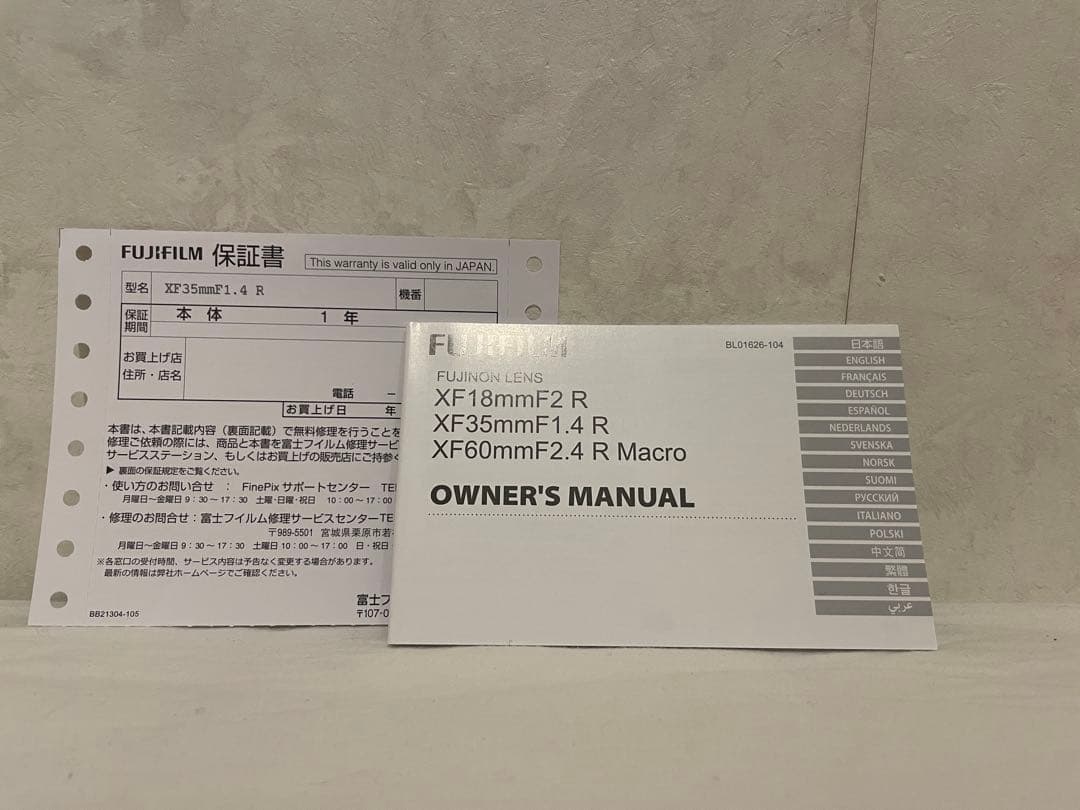 FUJIFILM 保証書
This warranty is valid only in JAPAN.
型名 XF35mmF1.4 R 機番
保証期間 本体 1年
お買上げ店
住所・店名
電話 −
お買上げ日 年
本書は、本書記載内容（裏面記載）で無料修理を行うことを
修理ご依頼の際には、商品と本書を富士フイルム修理サービ
サービスステーション、もしくはお買上げの販売店にご持参く
▶ 裏面の保証規定をご覧ください。
・使い方のお問い合せ ： FinePix サポートセンター TE
月曜日〜金曜日 9：30〜17：30 土曜・日曜・祝日 10：00〜17：00
・修理のお問合せ：富士フイルム修理サービスセンターTE
〒989-5501 宮城県栗原市若
月曜日〜金曜日 9：30〜17：30 土曜日 10：00〜17：00 日・祝日
※各窓口の受付時間、サービス内容は予告なく変更する場合があります。
最新の情報は弊社ホームページでご確認ください。
富士フ
〒107-0
BB21304-105
FUJIFILM
BL01626-104
FUJINON LENS
XF18mmF2 R
XF35mmF1.4 R
XF60mmF2.4 R Macro
OWNER'S MANUAL
日本語
ENGLISH
FRANÇAIS
DEUTSCH
ESPAÑOL
NEDERLANDS
SVENSKA
NORSK
SUOMI
РУССКИЙ
ITALIANO
POLSKI
中文简
繁體
한글
عربي